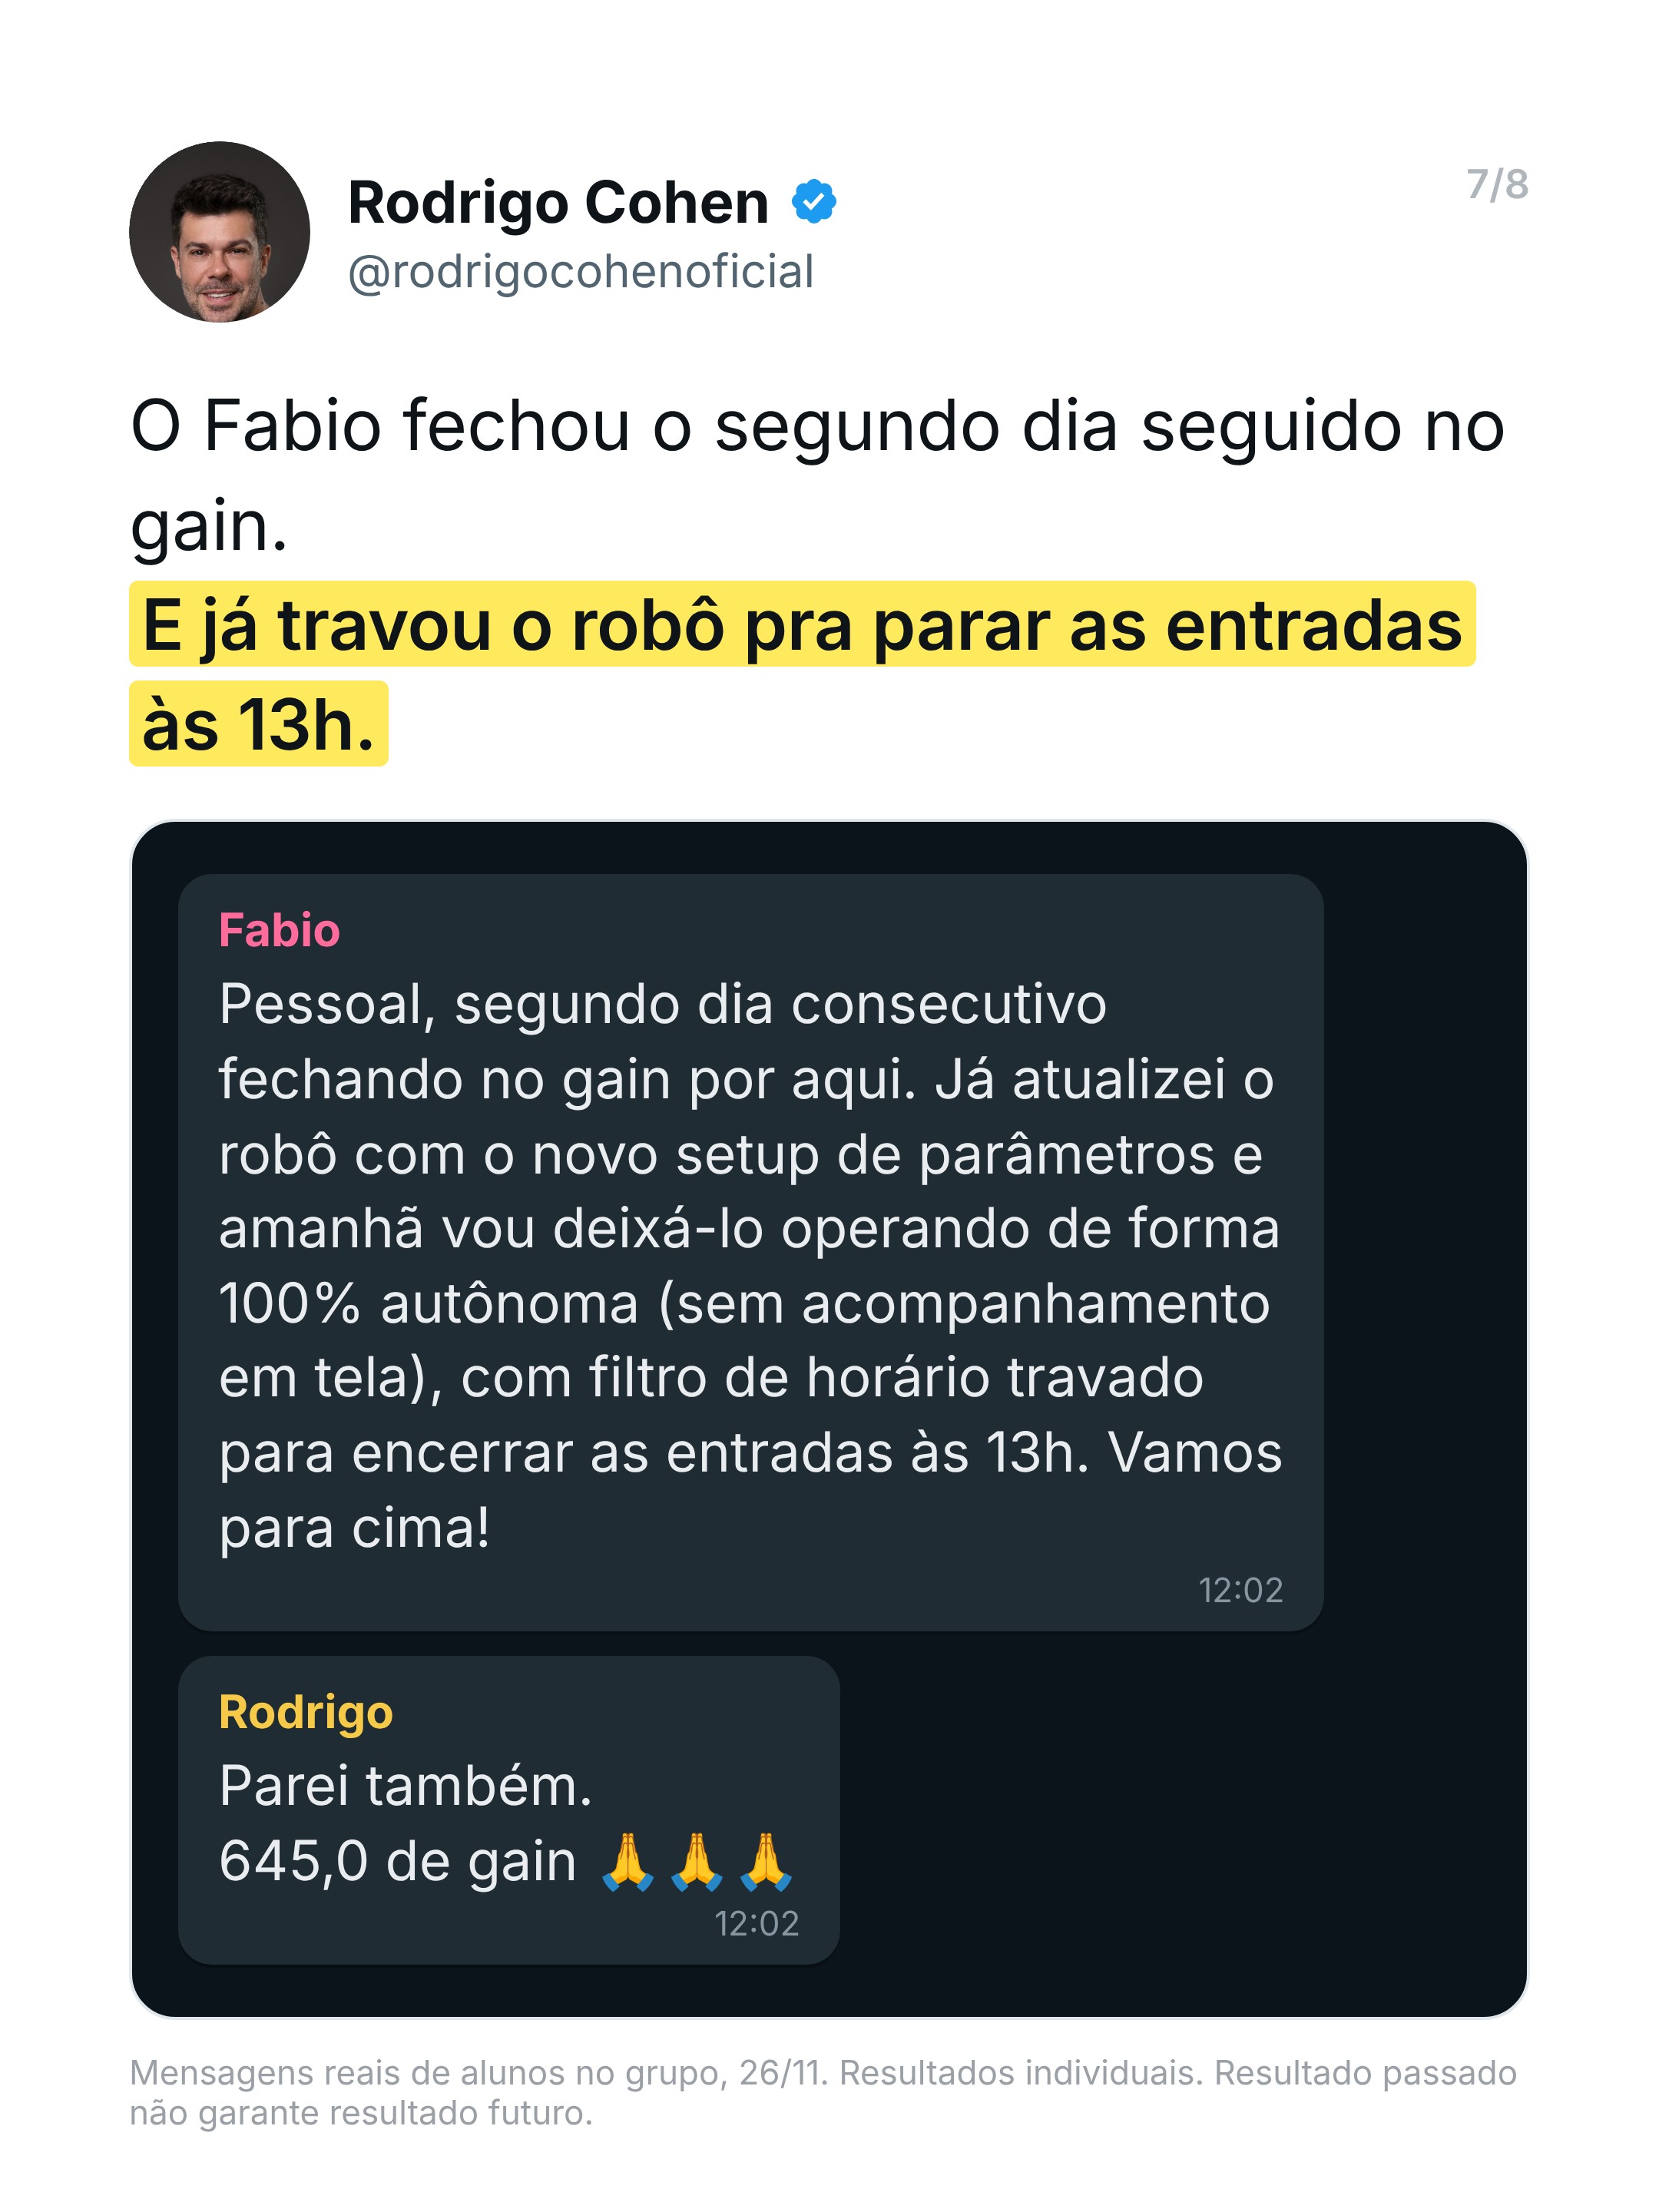 Rodrigo Cohen
@rodrigocohenoficial
7/8
O Fabio fechou o segundo dia seguido no
gain.
E já travou o robô pra parar as entradas
às 13h.
Fabio
Pessoal, segundo dia consecutivo
fechando no gain por aqui. Já atualizei o
robô com o novo setup de parâmetros e
amanhã vou deixá-lo operando de forma
100% autônoma (sem acompanhamento
em tela), com filtro de horário travado
para encerrar as entradas às 13h. Vamos
para cima!
12:02
Rodrigo
Parei também.
645,0 de gain 🙏🙏🙏
12:02
Mensagens reais de alunos no grupo, 26/11. Resultados individuais. Resultado passado
não garante resultado futuro.